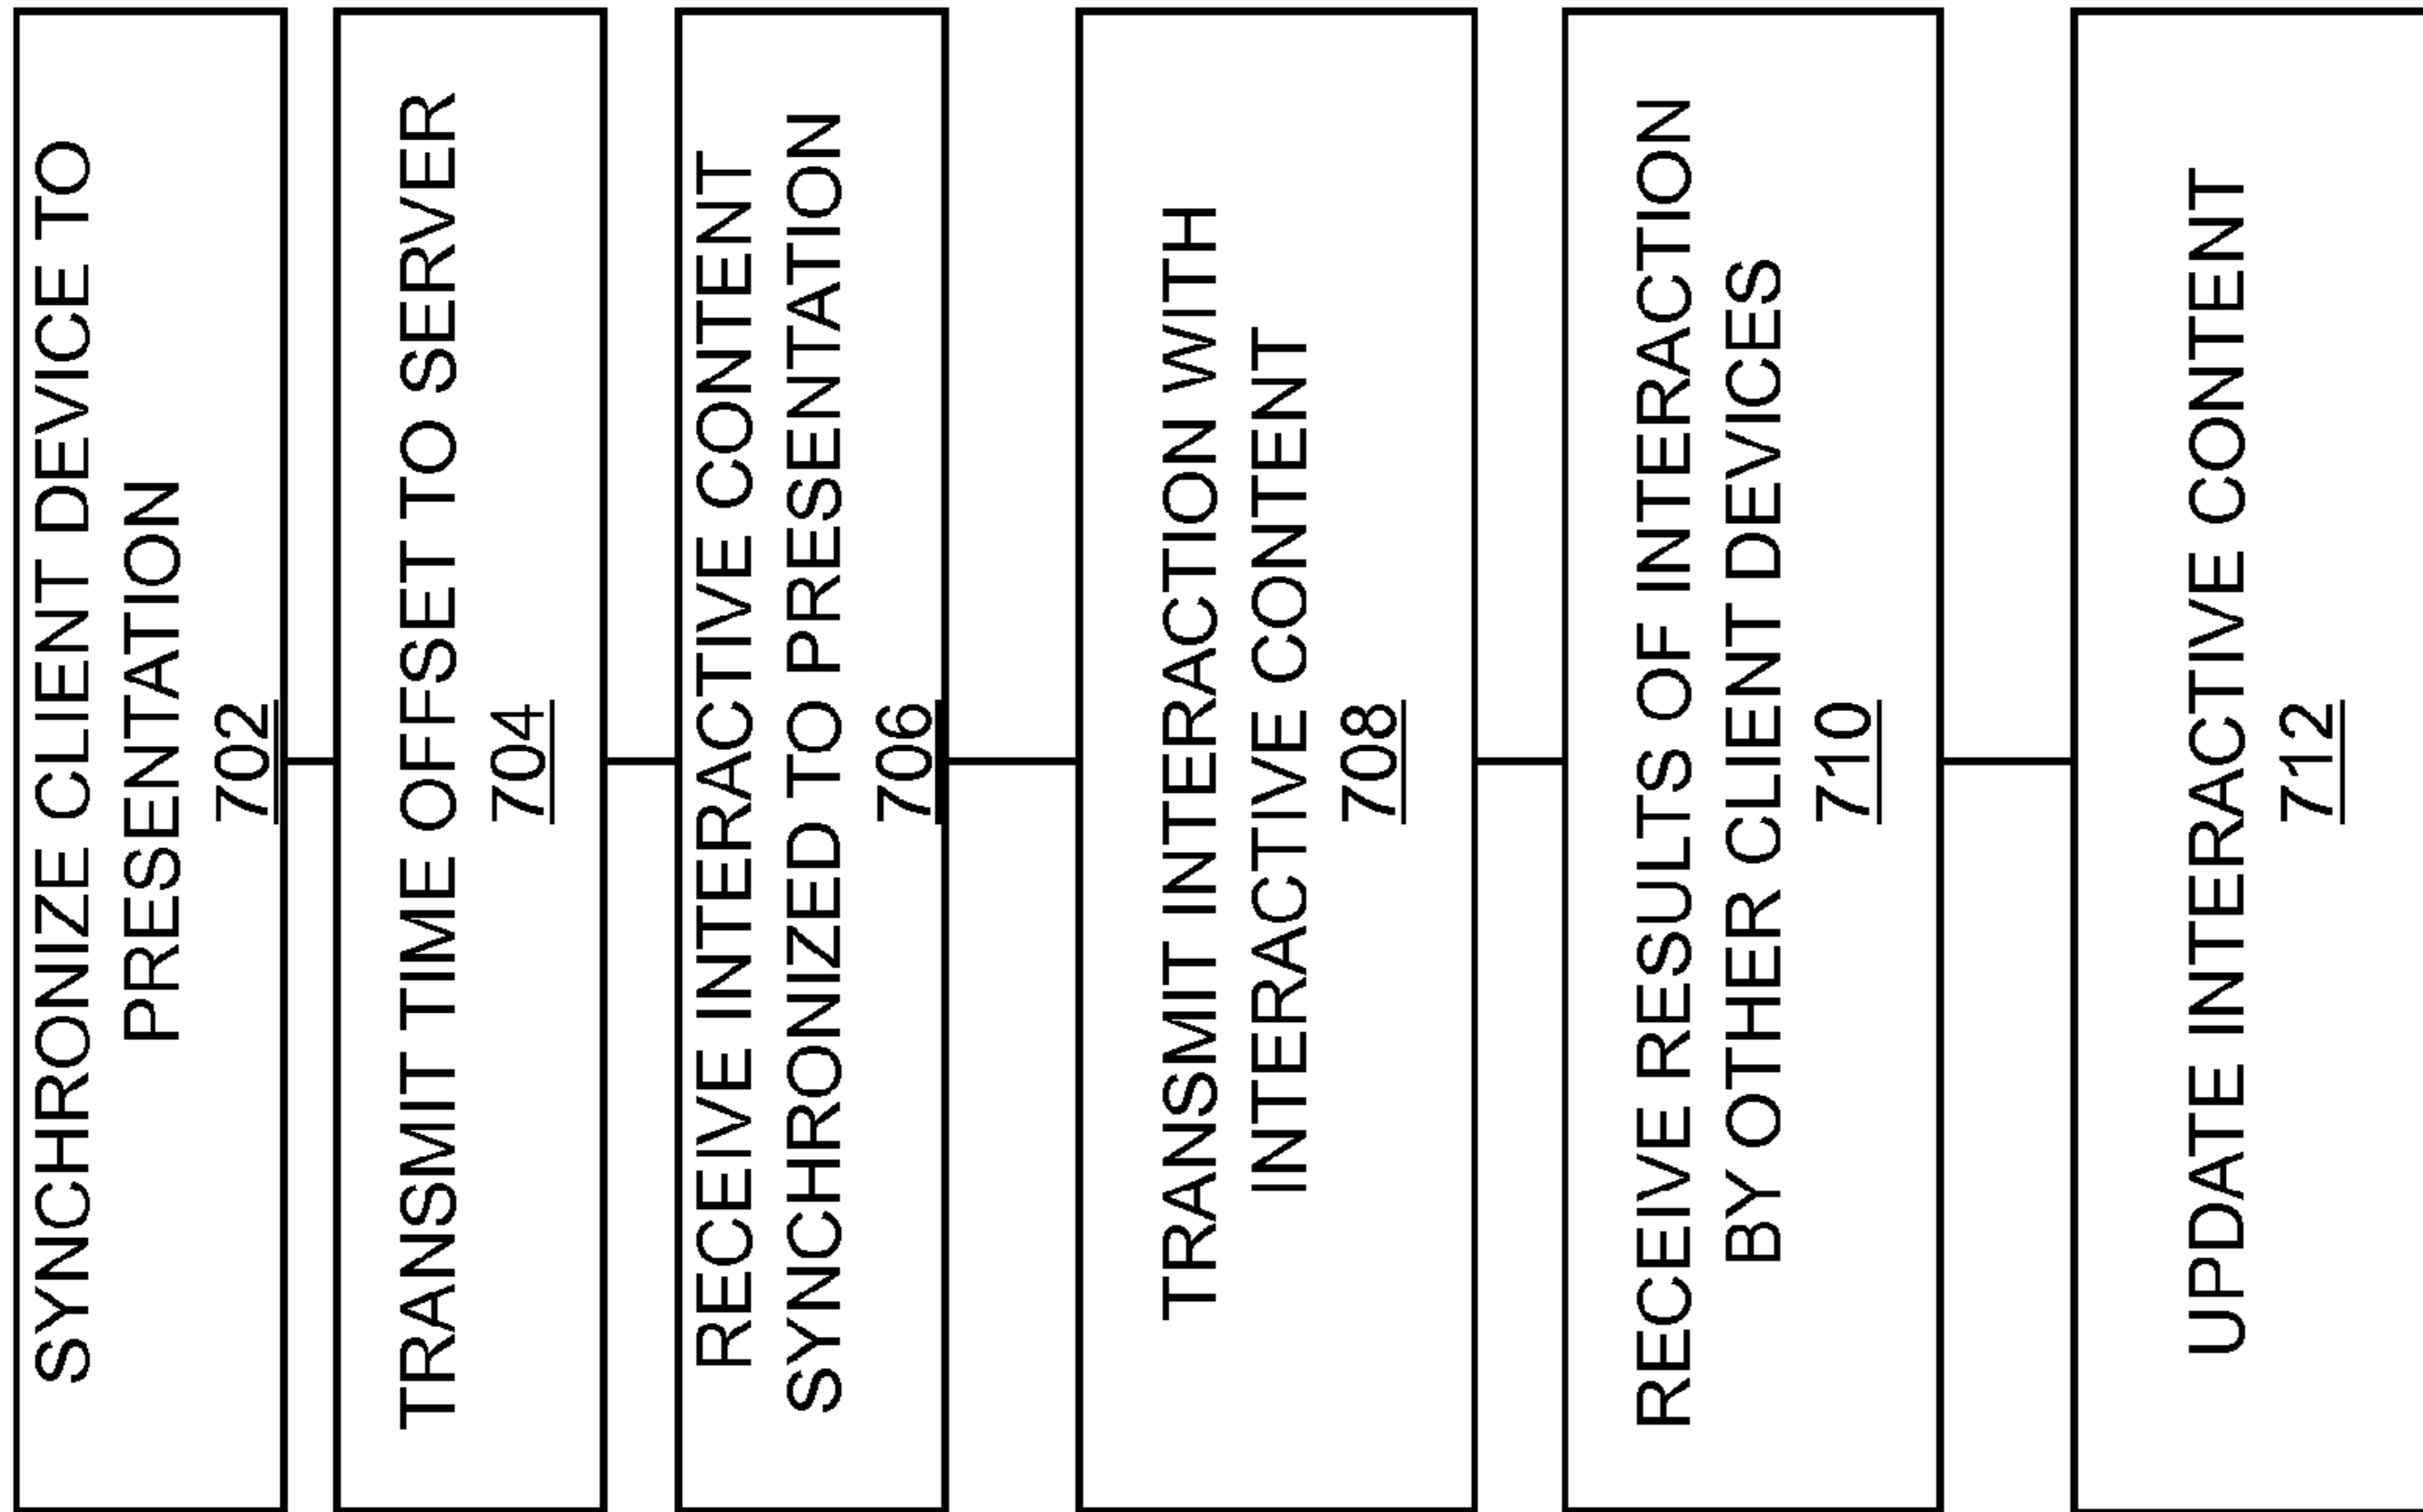 SYNCHRONIZE CLIENT DEVICE TO
PRESENTATION
702
TRANSMIT TIME OFFSET TO SERVER
704
RECEIVE INTERACTIVE CONTENT
SYNCHRONIZED TO PRESENTATION
706
TRANSMIT INTERACTION WITH
INTERACTIVE CONTENT
708
RECEIVE RESULTS OF INTERACTION
BY OTHER CLIENT DEVICES
710
UPDATE INTERACTIVE CONTENT
712